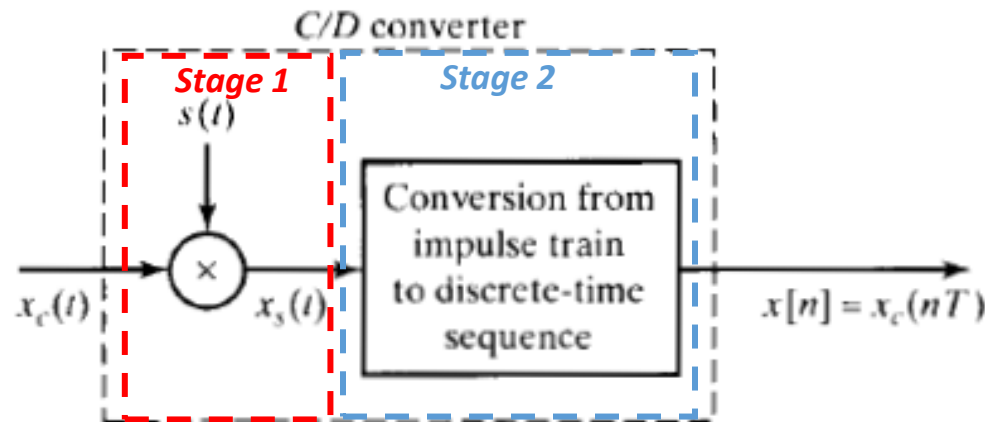 C/D converter
Stage 1
Stage 2
s(t)
×
Conversion from
impulse train
to discrete-time
sequence
x_c(t)
x_s(t)
x[n] = x_c(nT)